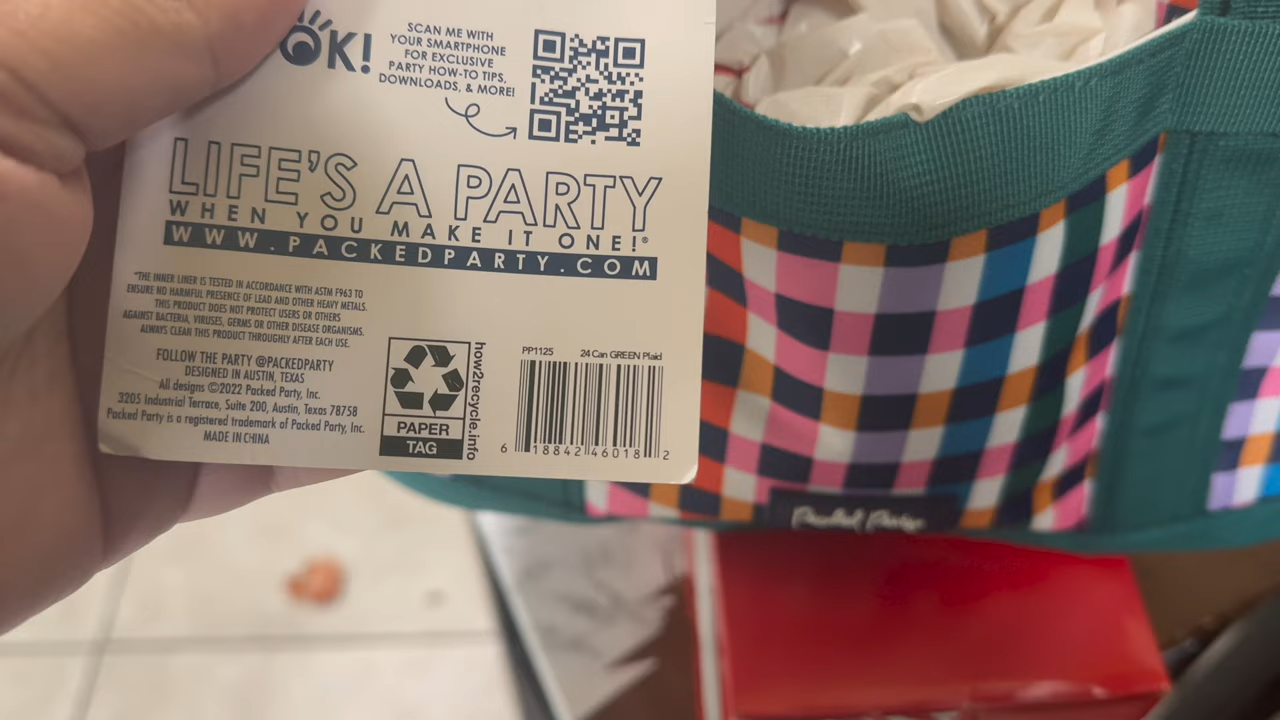 OK!
SCAN ME WITH
YOUR SMARTPHONE
FOR EXCLUSIVE
PARTY HOW-TO TIPS,
DOWNLOADS, & MORE!
LIFE'S A PARTY
WHEN YOU MAKE IT ONE!®
WWW.PACKEDPARTY.COM
*THE INNER LINER IS TESTED IN ACCORDANCE WITH ASTM F963 TO
ENSURE NO HARMFUL PRESENCE OF LEAD AND OTHER HEAVY METALS.
THIS PRODUCT DOES NOT PROTECT USERS OR OTHERS
AGAINST BACTERIA, VIRUSES, GERMS OR OTHER DISEASE ORGANISMS.
ALWAYS CLEAN THIS PRODUCT THROUGHLY AFTER EACH USE.
FOLLOW THE PARTY @PACKEDPARTY
DESIGNED IN AUSTIN, TEXAS
All designs ©2022 Packed Party, Inc.
3205 Industrial Terrace, Suite 200, Austin, Texas 78758
Packed Party is a registered trademark of Packed Party, Inc.
MADE IN CHINA
PAPER
TAG
how2recycle.info
PP1125 24 Can GREEN Plaid
6 18842 46018 2
Packed Party